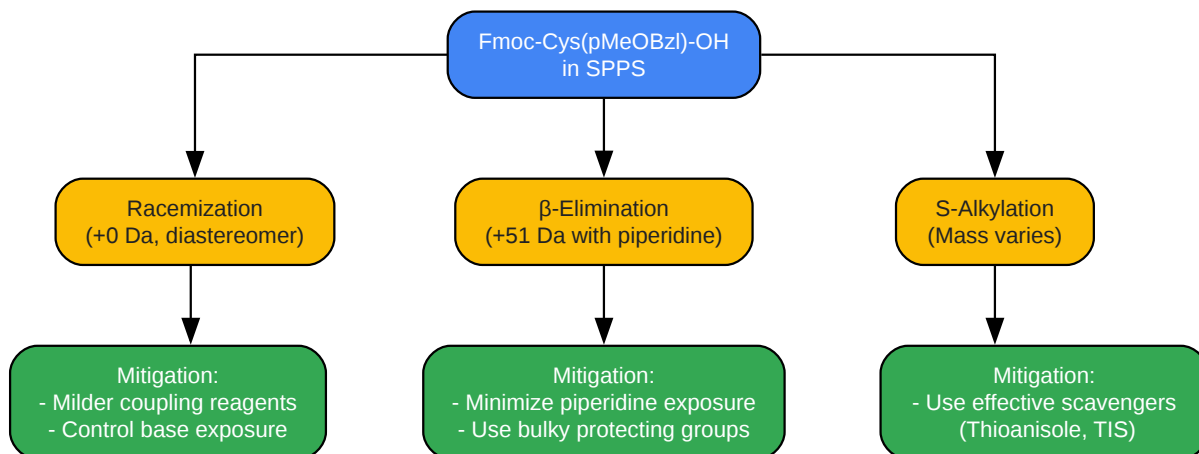 Fmoc-Cys(pMeOBzl)-OH
in SPPS
Racemization
(+0 Da, diastereomer)
β-Elimination
(+51 Da with piperidine)
S-Alkylation
(Mass varies)
Mitigation:
- Milder coupling reagents
- Control base exposure
Mitigation:
- Minimize piperidine exposure
- Use bulky protecting groups
Mitigation:
- Use effective scavengers
(Thioanisole, TIS)